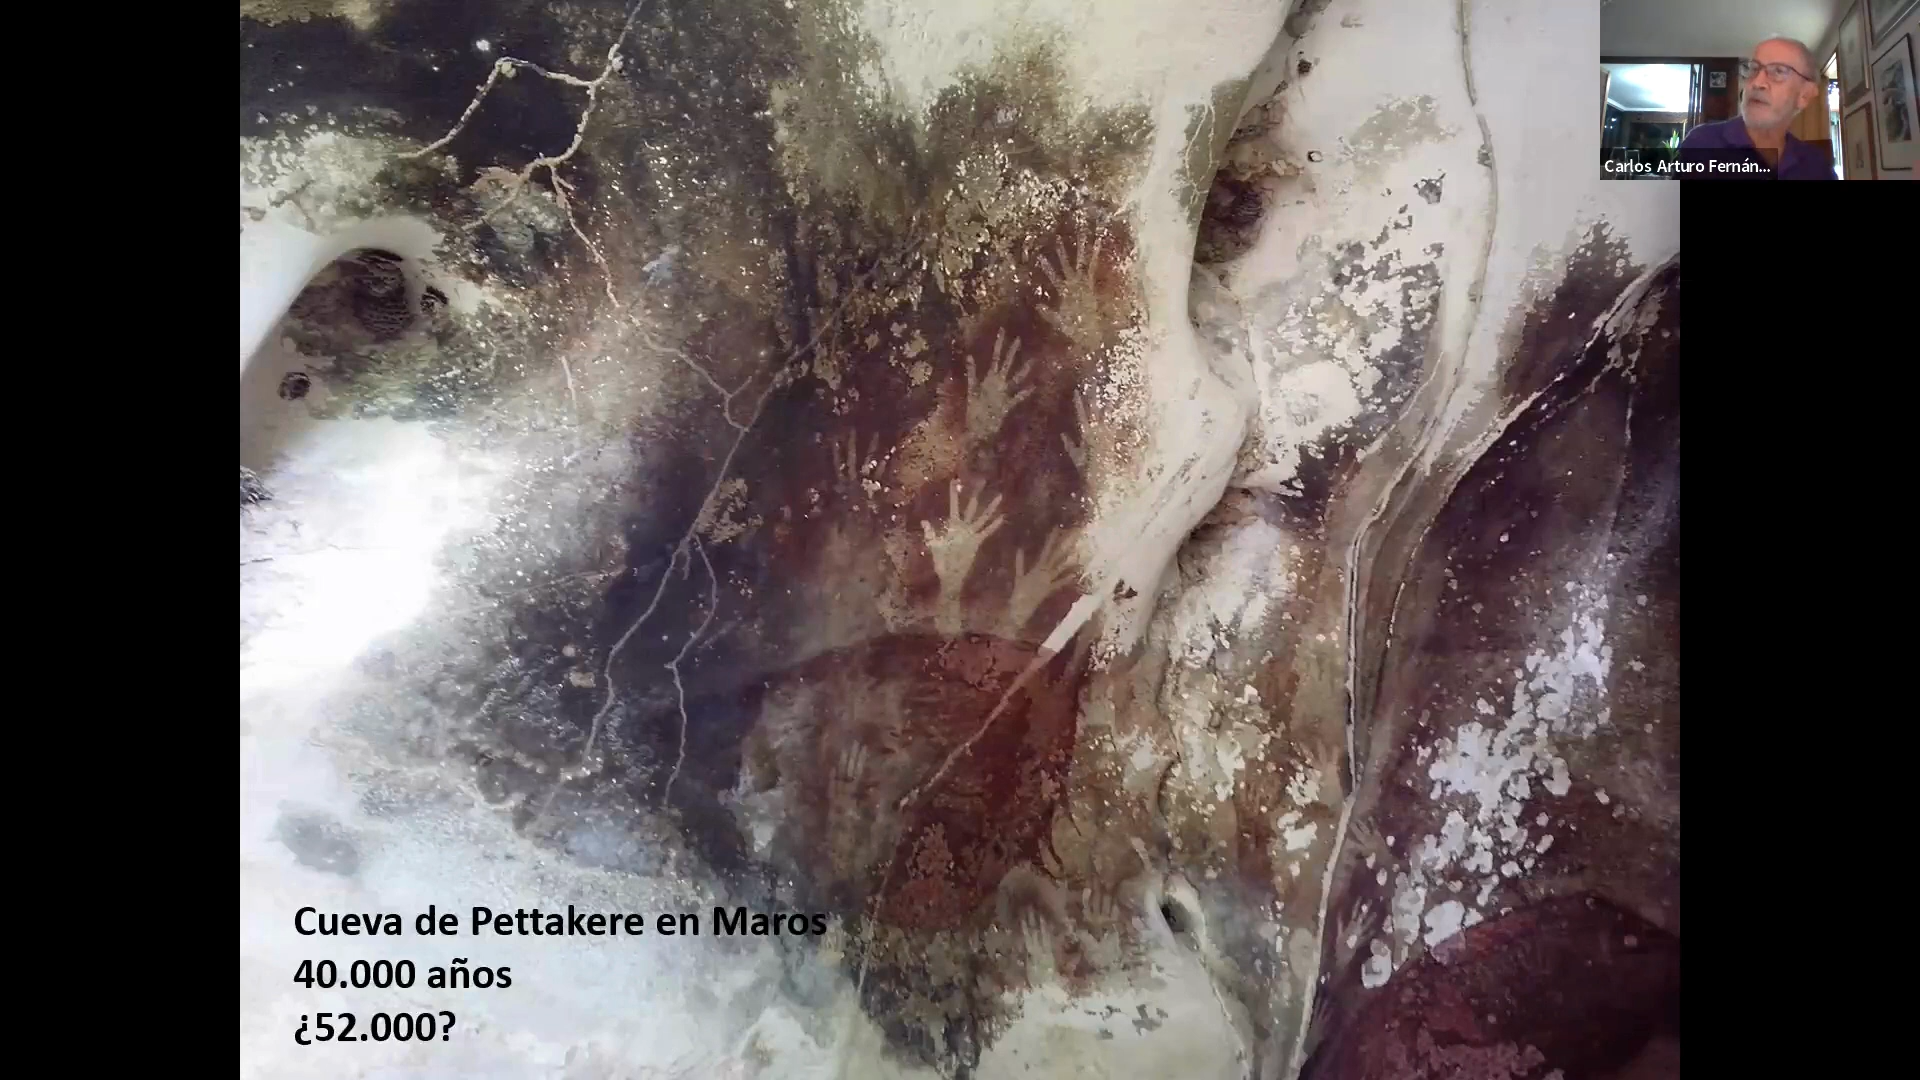 Carlos Arturo Fernán...
Cueva de Pettakere en Maros
40.000 años
¿52.000?